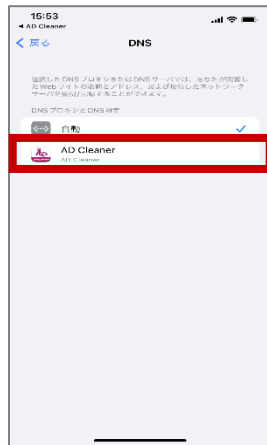 15:53
◀ AD Cleaner
戻る
DNS
選択したDNSプロキシまたはDNSサーバでは、あなたが閲覧し
たWebサイトの名前とアドレス、および接続したネットワーク
サーバを
することができます。
DNSプロキシとDNS設定
自動
AD Cleaner
AD Cleaner